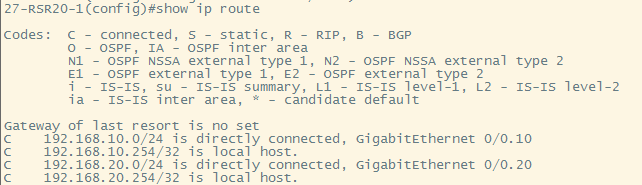 27-RSR20-1(config)#show ip route
Codes:  C - connected, S - static, R - RIP, B - BGP
        O - OSPF, IA - OSPF inter area
        N1 - OSPF NSSA external type 1, N2 - OSPF NSSA external type 2
        E1 - OSPF external type 1, E2 - OSPF external type 2
        i - IS-IS, su - IS-IS summary, L1 - IS-IS level-1, L2 - IS-IS level-2
        ia - IS-IS inter area, * - candidate default
Gateway of last resort is no set
C    192.168.10.0/24 is directly connected, GigabitEthernet 0/0.10
C    192.168.10.254/32 is local host.
C    192.168.20.0/24 is directly connected, GigabitEthernet 0/0.20
C    192.168.20.254/32 is local host.